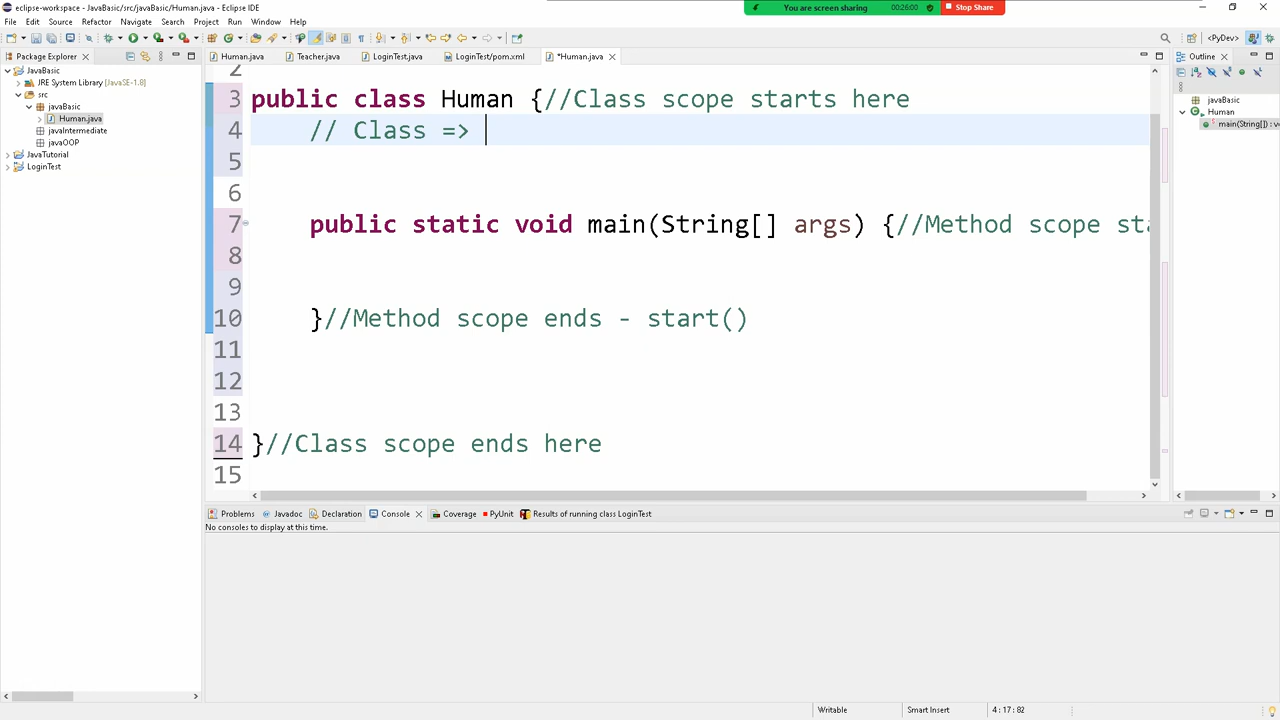 eclipse-workspace - JavaBasic/src/javaBasic/Human.java - Eclipse IDE
You are screen sharing 00:26:00 Stop Share
File Edit Source Refactor Navigate Search Project Run Window Help
<PyDev>
Package Explorer
Human.java Teacher.java LoginTest.java LoginTest/pom.xml *Human.java
Outline
JavaBasic
JRE System Library [JavaSE-1.8]
src
javaBasic
Human.java
javaIntermediate
javaOOP
JavaTutorial
LoginTest
2
3 public class Human {//Class scope starts here
4 // Class =>
5
6
7 public static void main(String[] args) {//Method scope sta
8
9
10 }//Method scope ends - start()
11
12
13
14 }//Class scope ends here
15
javaBasic
Human
main(String[]) : v
Problems Javadoc Declaration Console Coverage PyUnit Results of running class LoginTest
No consoles to display at this time.
Writable Smart Insert 4 : 17 : 82